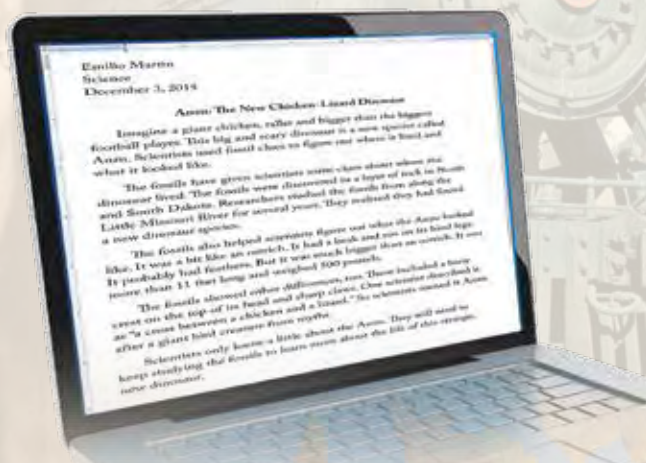 Emilio Martin
Science
December 3, 2014
Anzu: The New Chicken-Lizard Dinosaur
Imagine a giant chicken, taller and bigger than the biggest
football player. This big and scary dinosaur is a new species called
Anzu. Scientists used fossil clues to figure out where it lived and
what it looked like.
The fossils have given scientists some clues about where the
dinosaur lived. The fossils were discovered in a layer of rock in North
and South Dakota. Researchers studied the fossils from along the
Little Missouri River for several years. They realized they had found
a new dinosaur species.
The fossils also helped scientists figure out what the Anzu looked
like. It was a bit like an ostrich. It had a beak and ran on its hind legs.
It probably had feathers. But it was much bigger than an ostrich. It was
more than 11 feet long and weighed 500 pounds.
The fossils showed other differences, too. These included a bony
crest on the top of its head and sharp claws. One scientist described it
as "a cross between a chicken and a lizard." So scientists named it Anzu
after a giant bird creature from myths.
Scientists only know a little about the Anzu. They will need to
keep studying the fossils to learn more about the life of this strange,
new dinosaur.